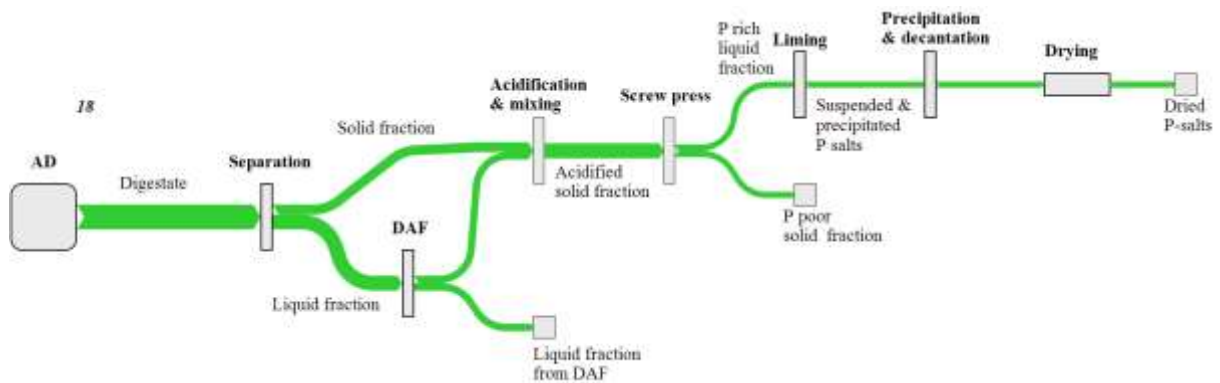 18
AD
Digestate
Separation
Solid fraction
Liquid fraction
DAF
Liquid fraction
from DAF
Acidification
& mixing
Acidified
solid fraction
Screw press
P rich
liquid
fraction
P poor
solid fraction
Liming
Suspended &
precipitated
P salts
Precipitation
& decantation
Drying
Dried
P-salts